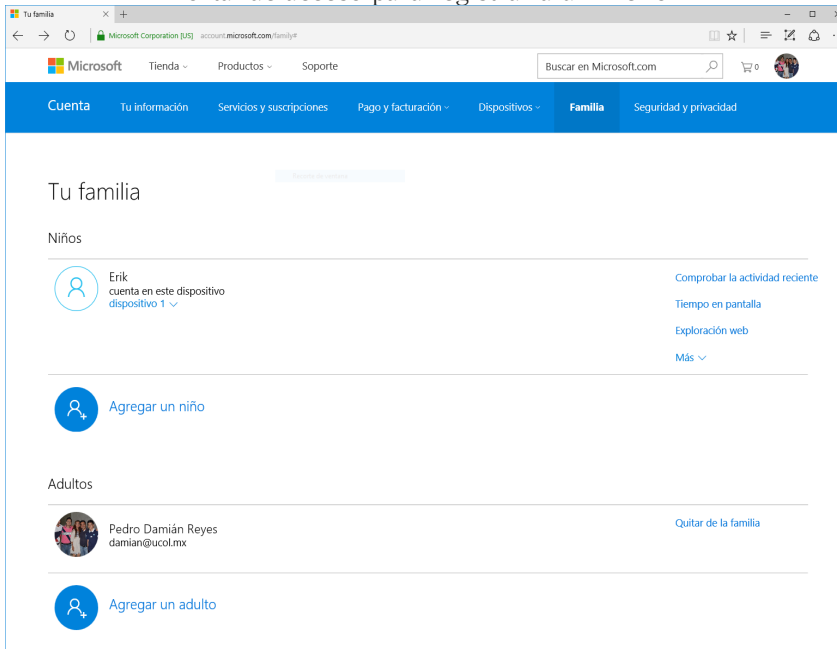 Tu familia
Microsoft Corporation [US] account.microsoft.com/family#
Microsoft Tienda Productos Soporte Buscar en Microsoft.com 0
Cuenta Tu información Servicios y suscripciones Pago y facturación Dispositivos Familia Seguridad y privacidad
Tu familia
Niños
Erik
cuenta en este dispositivo
dispositivo 1
Comprobar la actividad reciente
Tiempo en pantalla
Exploración web
Más
Agregar un niño
Adultos
Pedro Damián Reyes
damian@ucol.mx
Quitar de la familia
Agregar un adulto